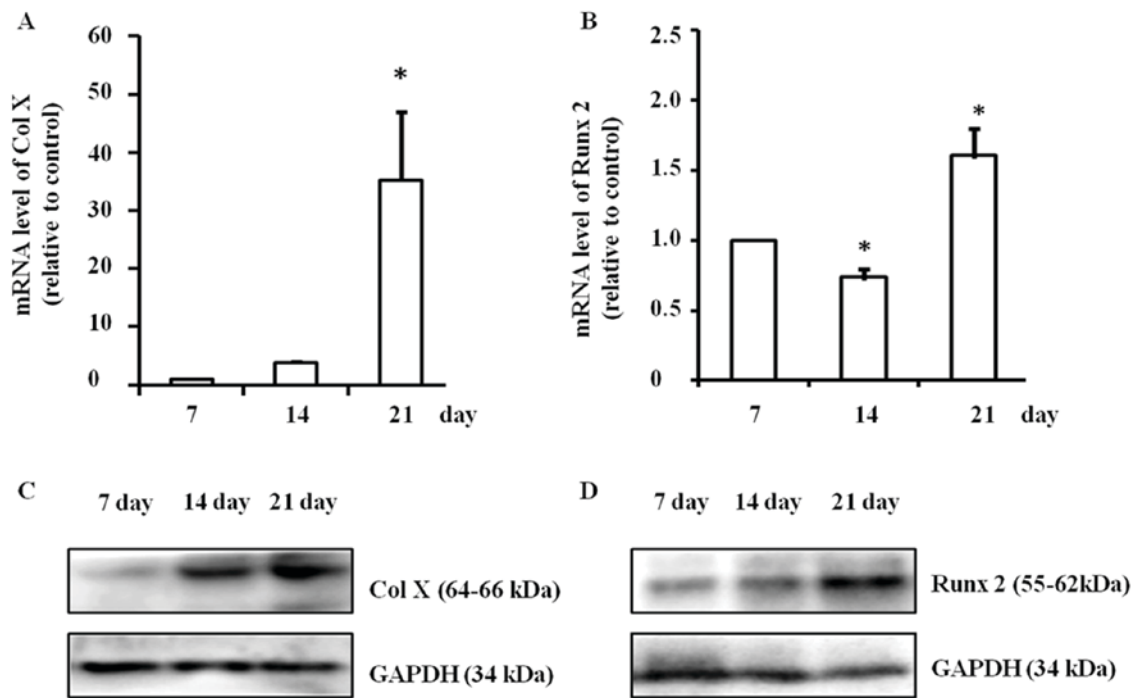 A
mRNA level of Col X
(relative to control)
60
50
40
30
20
10
0
*
7 14 21 day
B
mRNA level of Runx 2
(relative to control)
2.5
2.0
1.5
1.0
0.5
0
*
*
7 14 21 day
C
7 day 14 day 21 day
Col X (64-66 kDa)
GAPDH (34 kDa)
D
7 day 14 day 21 day
Runx 2 (55-62kDa)
GAPDH (34 kDa)